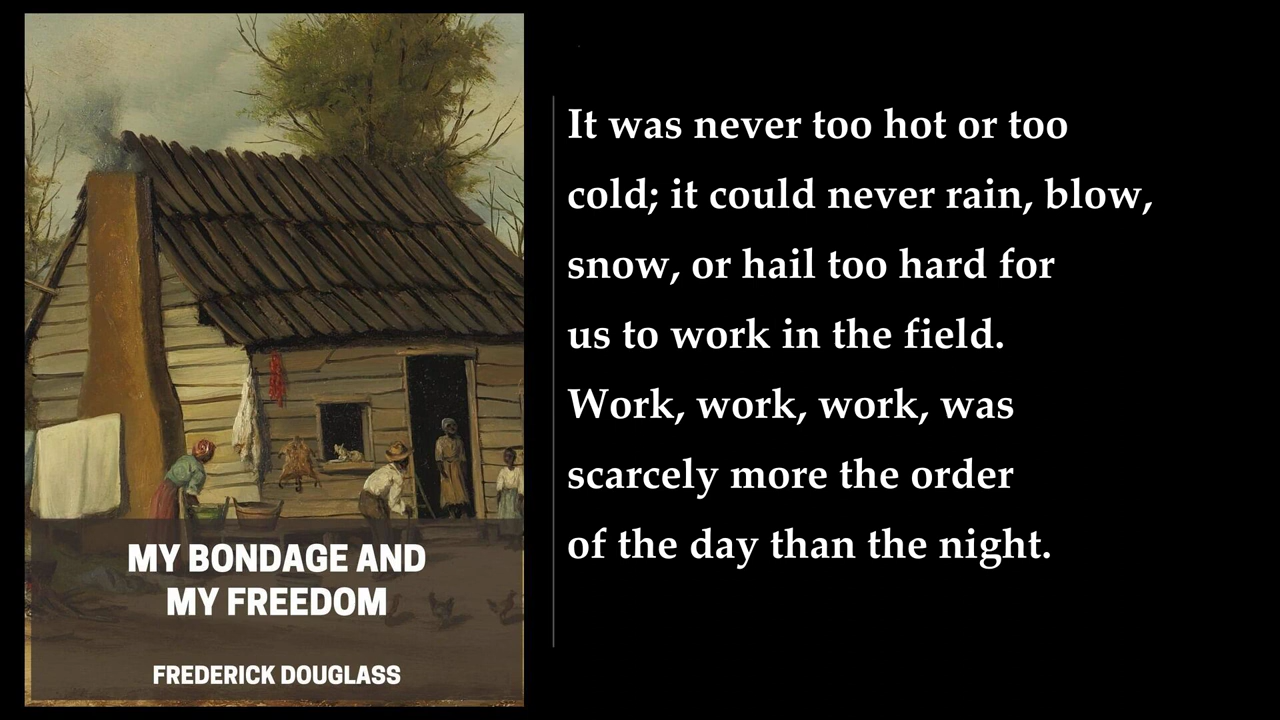 MY BONDAGE AND
MY FREEDOM
FREDERICK DOUGLASS
It was never too hot or too
cold; it could never rain, blow,
snow, or hail too hard for
us to work in the field.
Work, work, work, was
scarcely more the order
of the day than the night.